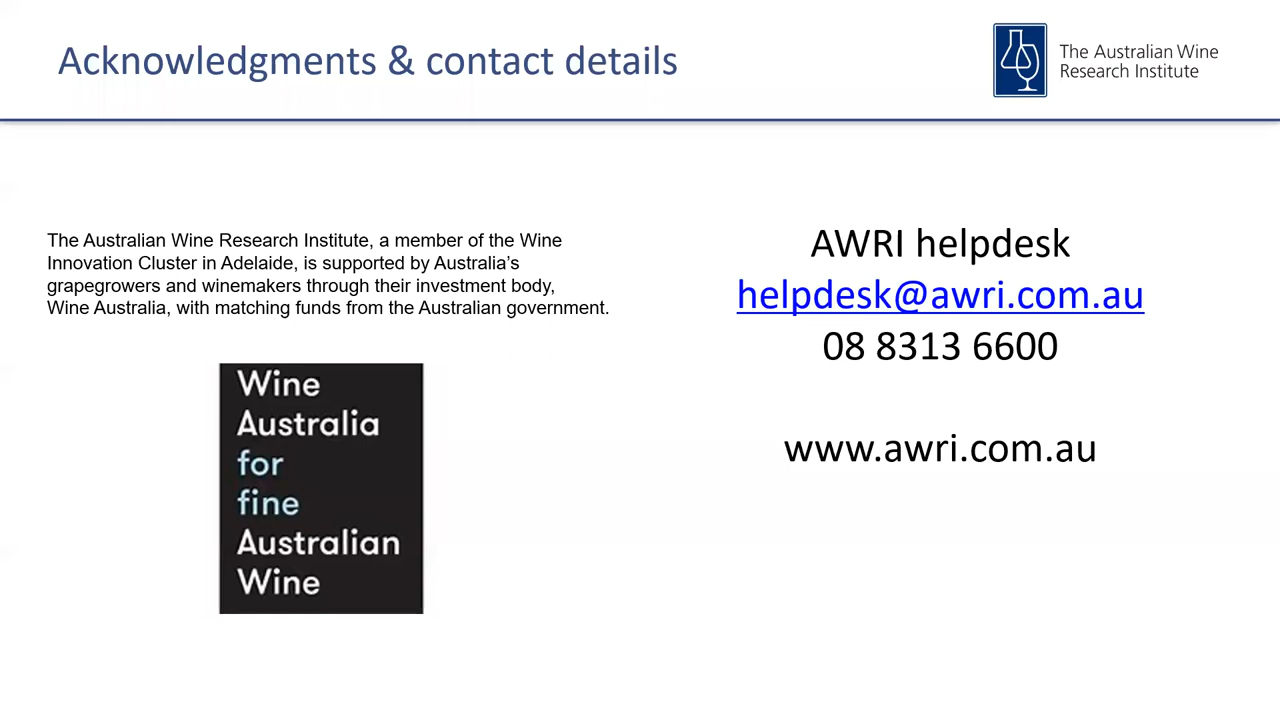 Acknowledgments & contact details
The Australian Wine
Research Institute
The Australian Wine Research Institute, a member of the Wine
Innovation Cluster in Adelaide, is supported by Australia’s
grapegrowers and winemakers through their investment body,
Wine Australia, with matching funds from the Australian government.
Wine
Australia
for
fine
Australian
Wine
AWRI helpdesk
helpdesk@awri.com.au
08 8313 6600
www.awri.com.au